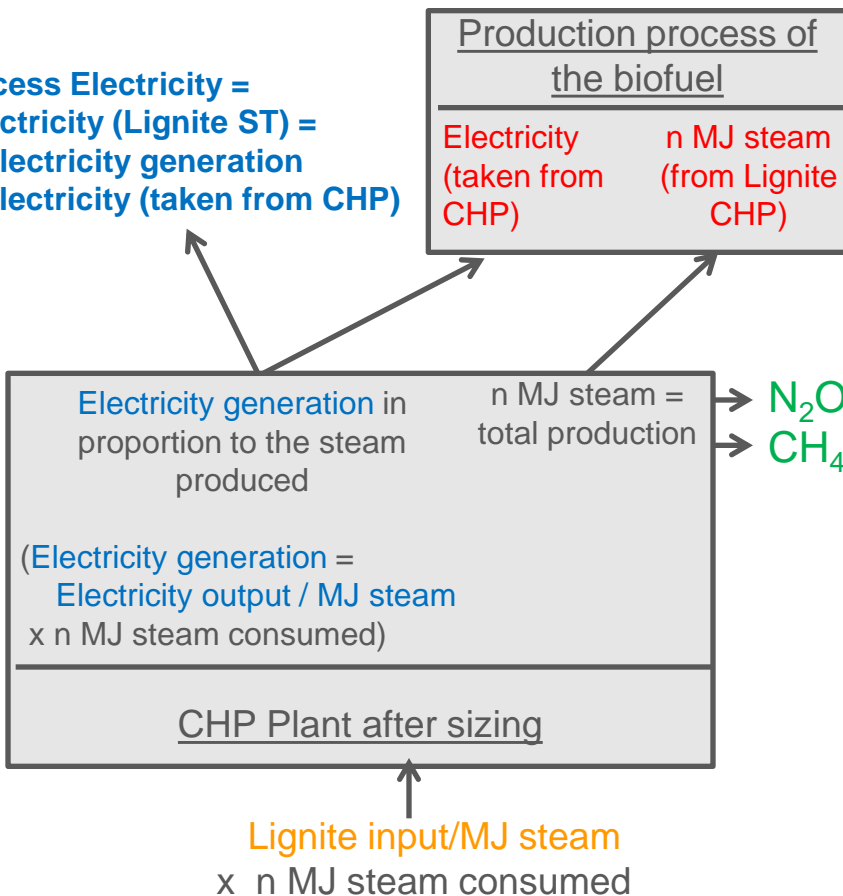 Production process of
the biofuel
cess Electricity =
ctricity (Lignite ST) =
lectricity generation
lectricity (taken from CHP)
Electricity
(taken from
CHP)
n MJ steam
(from Lignite
CHP)
Electricity generation in
proportion to the steam
produced
n MJ steam =
total production
N₂O
CH₄
(Electricity generation =
Electricity output / MJ steam
x n MJ steam consumed)
CHP Plant after sizing
Lignite input/MJ steam
x n MJ steam consumed